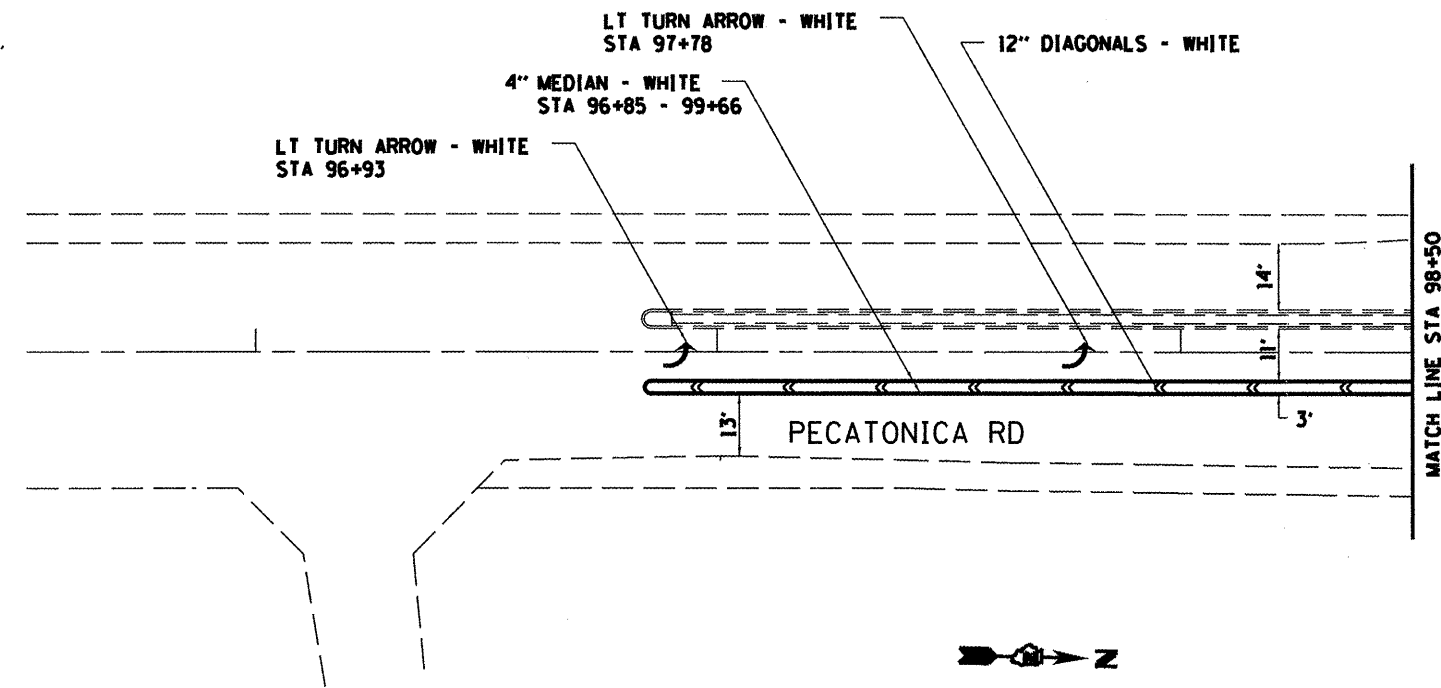 LT TURN ARROW - WHITE
STA 97+78
12" DIAGONALS - WHITE
4" MEDIAN - WHITE
STA 96+85 - 99+66
LT TURN ARROW - WHITE
STA 96+93
14'
11'
3'
13'
PECATONICA RD
MATCH LINE STA 98+50
N